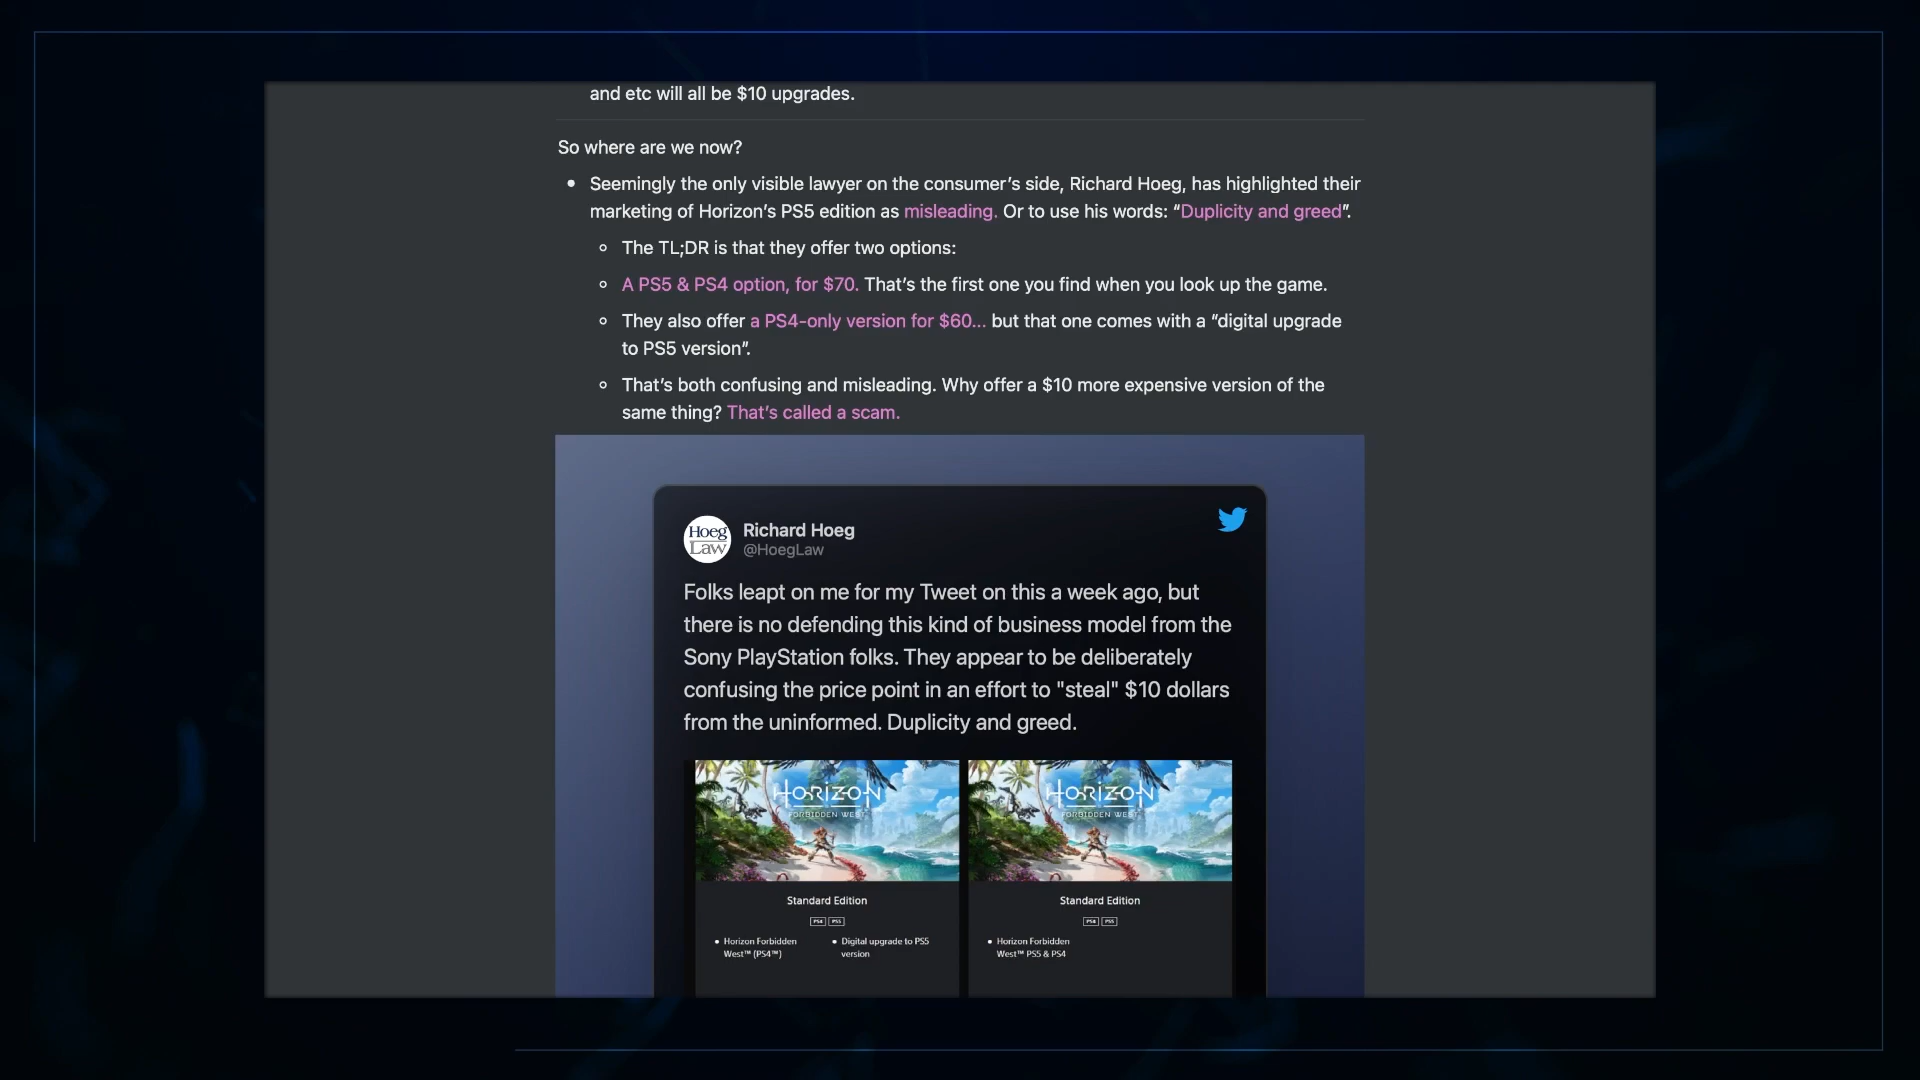 and etc will all be $10 upgrades.
So where are we now?
• Seemingly the only visible lawyer on the consumer's side, Richard Hoeg, has highlighted their
marketing of Horizon's PS5 edition as misleading. Or to use his words: “Duplicity and greed”.
◦ The TL;DR is that they offer two options:
◦ A PS5 & PS4 option, for $70. That's the first one you find when you look up the game.
◦ They also offer a PS4-only version for $60... but that one comes with a “digital upgrade
to PS5 version”.
◦ That's both confusing and misleading. Why offer a $10 more expensive version of the
same thing? That's called a scam.
Hoeg
Law
Richard Hoeg
@HoegLaw
Folks leapt on me for my Tweet on this a week ago, but
there is no defending this kind of business model from the
Sony PlayStation folks. They appear to be deliberately
confusing the price point in an effort to "steal" $10 dollars
from the uninformed. Duplicity and greed.
HORIZON
FORBIDDEN WEST
Standard Edition
PS4 PS5
• Horizon Forbidden
West™ (PS4™)
• Digital upgrade to PS5
version
HORIZON
FORBIDDEN WEST
Standard Edition
PS4 PS5
• Horizon Forbidden
West™ PS5 & PS4